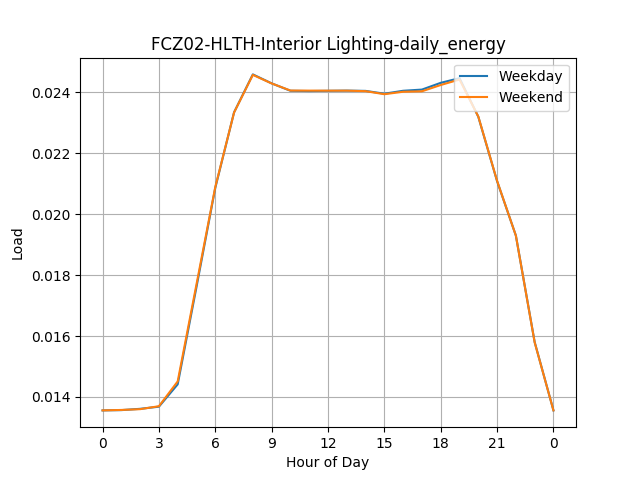 FCZ02-HLTH-Interior Lighting-daily_energy
Weekday
Weekend
0.024
0.022
0.020
0.018
0.016
0.014
Load
0 3 6 9 12 15 18 21 0
Hour of Day